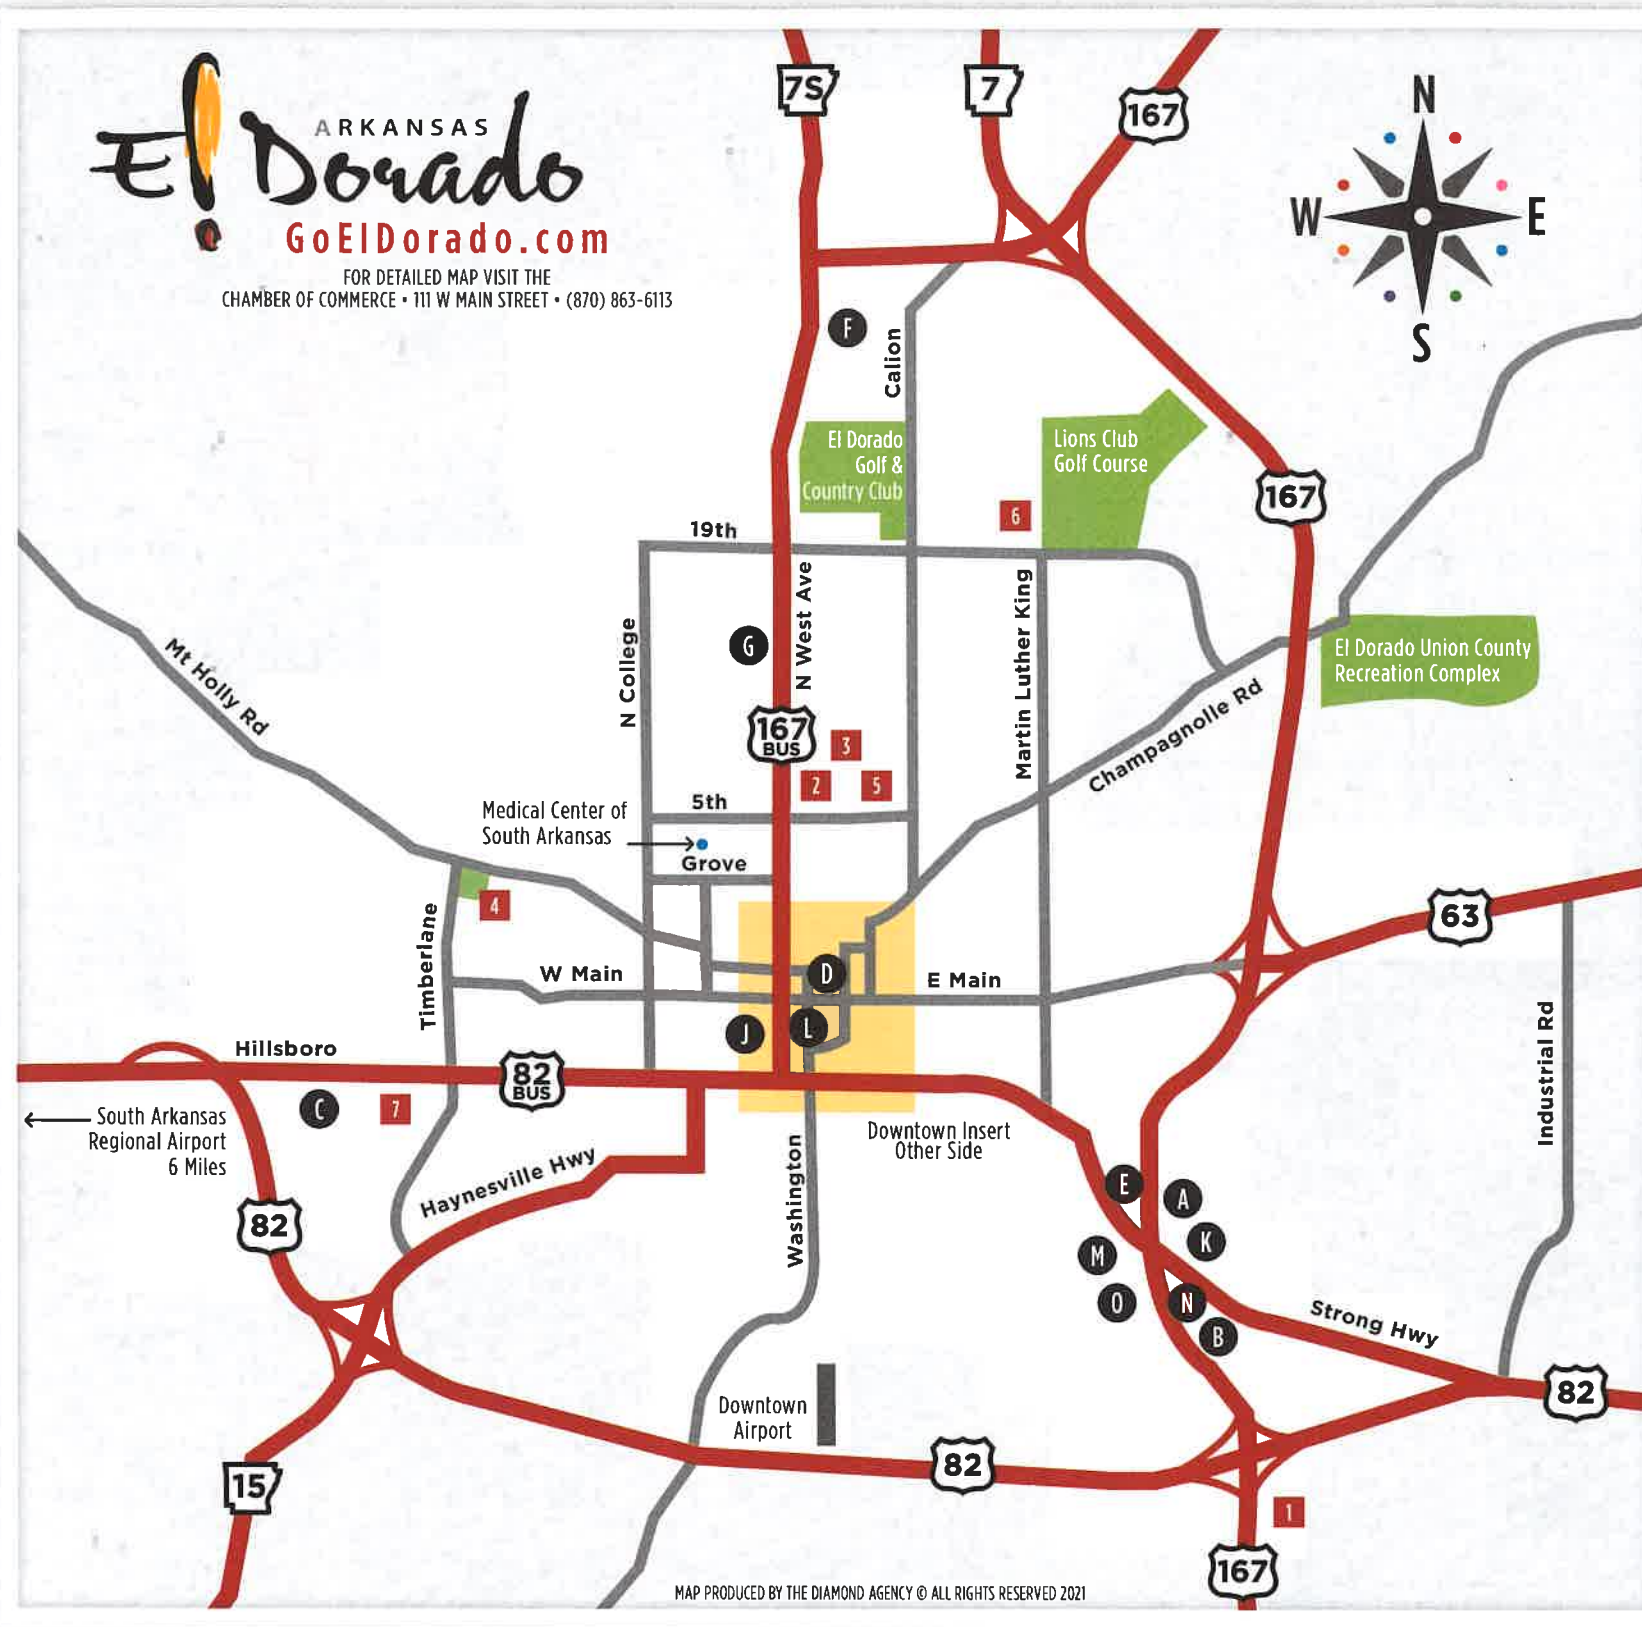 ARKANSAS
El Dorado
GoElDorado.com
FOR DETAILED MAP VISIT THE
CHAMBER OF COMMERCE • 111 W MAIN STREET • (870) 863-6113
7S
7
167
N
W
E
S
F
Calion
El Dorado
Golf &
Country Club
Lions Club
Golf Course
6
167
19th
N West Ave
N College
G
Martin Luther King
El Dorado Union County
Recreation Complex
Mt Holly Rd
Champagnolle Rd
167
BUS
3
2
5
5th
Medical Center of
South Arkansas
Grove
4
63
Timberlane
W Main
D
E Main
J
L
Industrial Rd
Hillsboro
82
BUS
C
7
South Arkansas
Regional Airport
6 Miles
Downtown Insert
Other Side
Haynesville Hwy
Washington
E
A
K
M
82
O
N
B
Strong Hwy
82
Downtown
Airport
82
15
1
167
MAP PRODUCED BY THE DIAMOND AGENCY © ALL RIGHTS RESERVED 2021